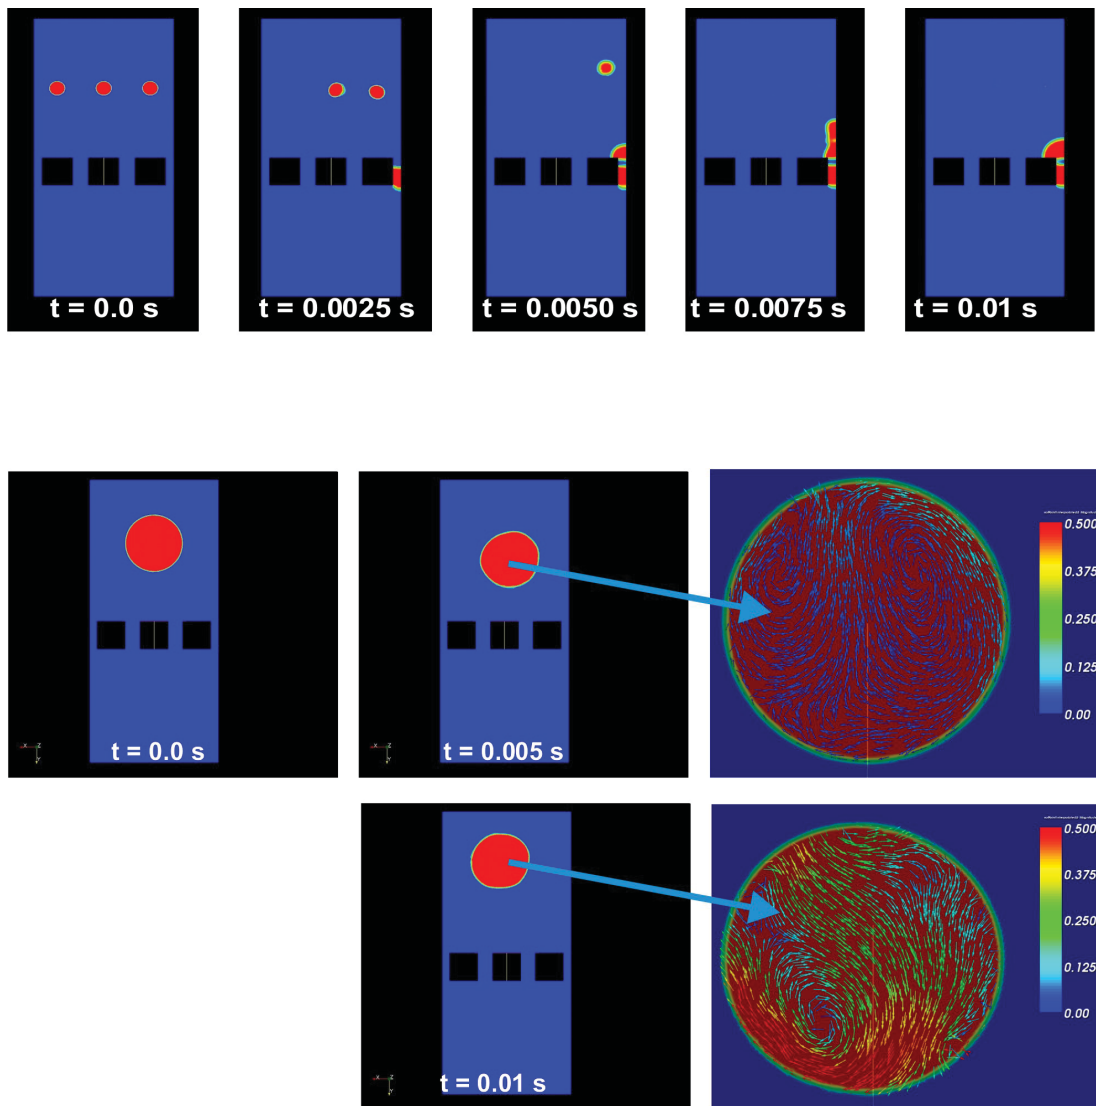 t = 0.0 s
t = 0.0025 s
t = 0.0050 s
t = 0.0075 s
t = 0.01 s
t = 0.0 s
t = 0.005 s
0.500
0.375
0.250
0.125
0.00
t = 0.01 s
0.500
0.375
0.250
0.125
0.00